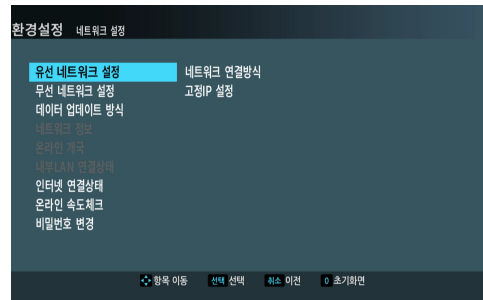 환경설정 네트워크 설정
유선 네트워크 설정 네트워크 연결방식
무선 네트워크 설정 고정IP 설정
데이터 업데이트 방식
네트워크 정보
온라인 개국
내부LAN 연결상태
인터넷 연결상태
온라인 속도체크
비밀번호 변경
항목 이동 선택 선택 취소 이전 0 초기화면